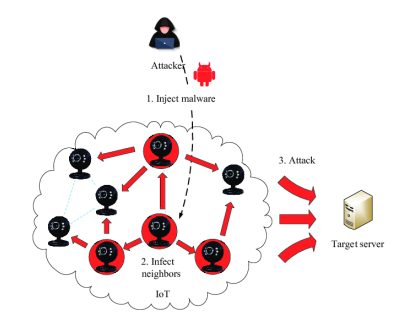 Attacker
1. Inject malware
3. Attack
Target server
2. Infect
neighbors
IoT